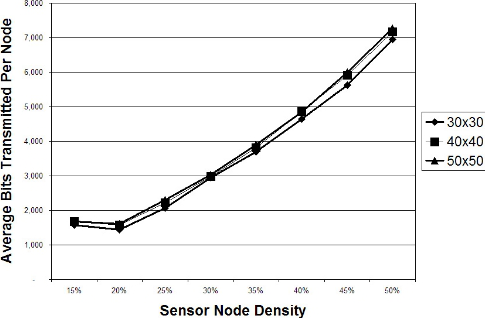 8,000
7,000
6,000
5,000
4,000
3,000
2,000
1,000
-
Average Bits Transmitted Per Node
15% 20% 25% 30% 35% 40% 45% 50%
Sensor Node Density
30x30
40x40
50x50